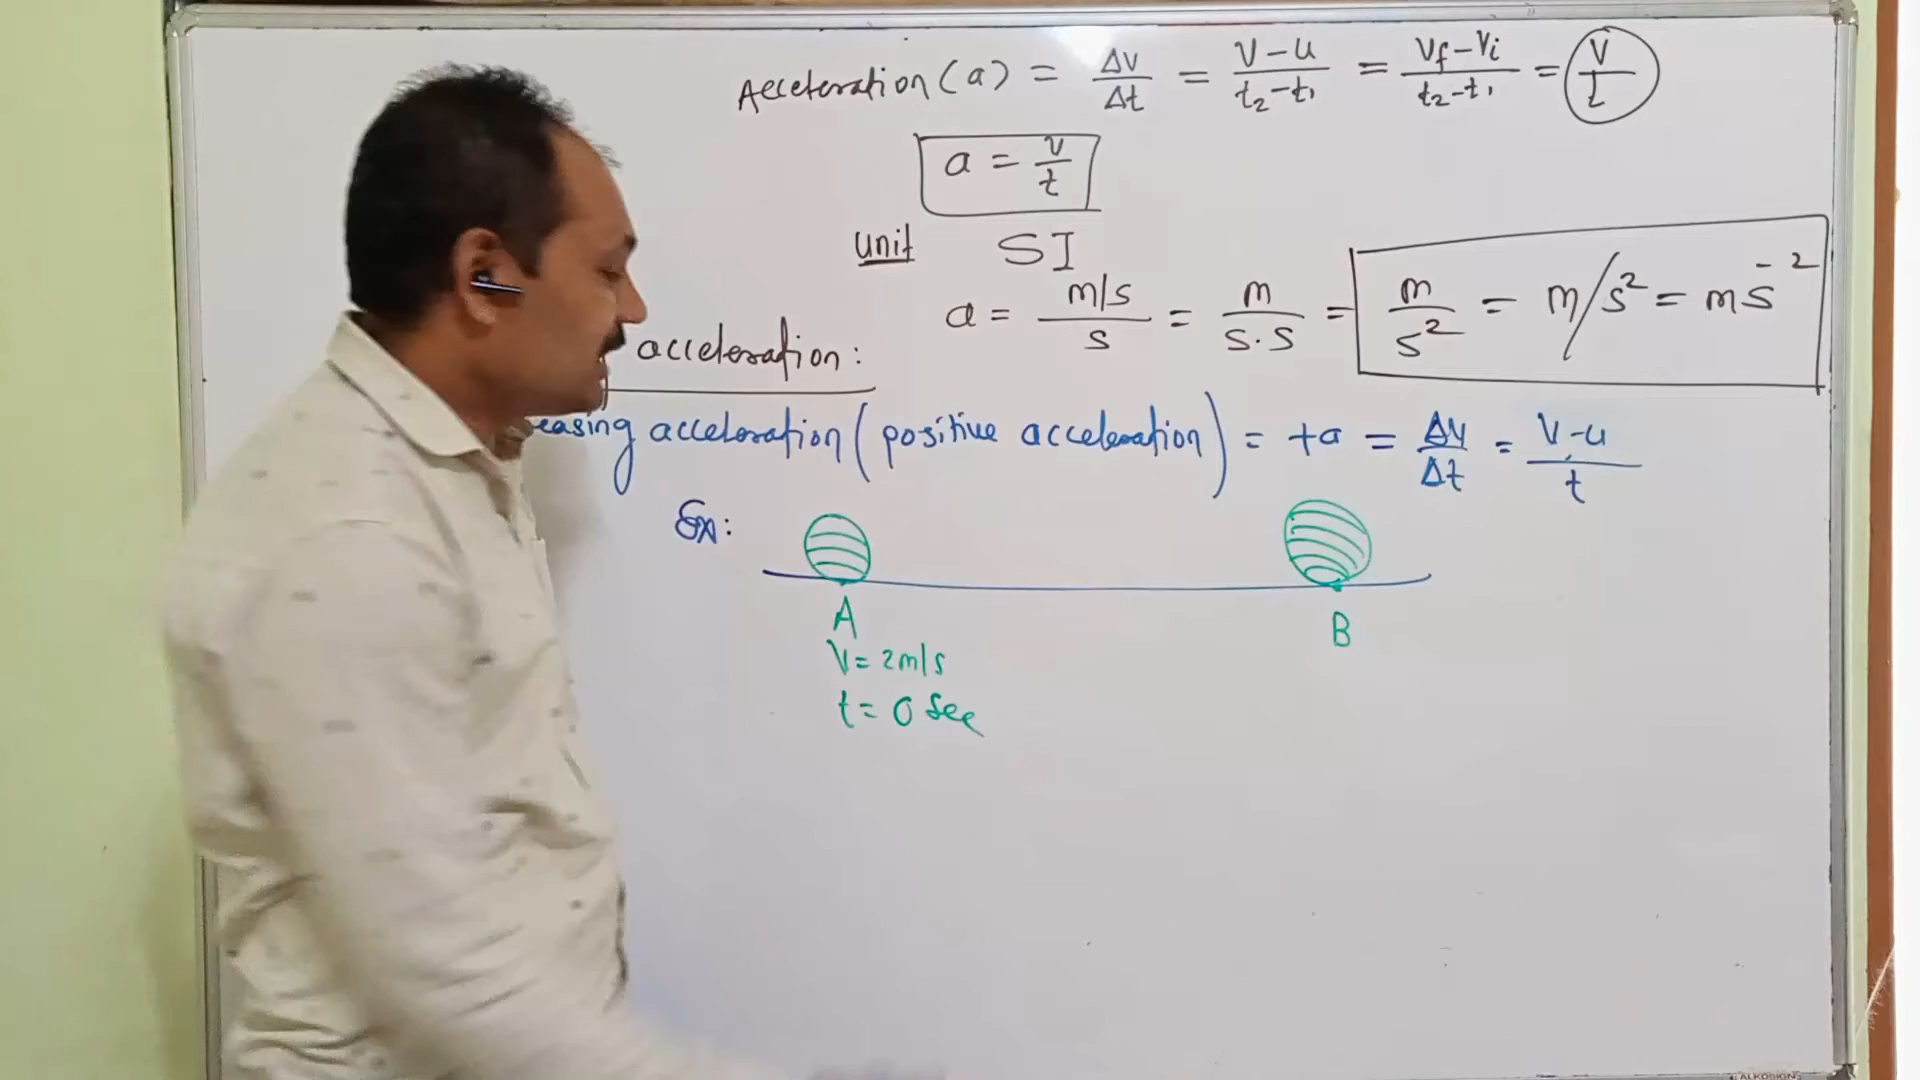 Acceleration (a) = Δv/Δt = V-u/t₂-t₁ = Vf-Vi/t₂-t₁ = V/t
a = v/t
unit SI
a = m/s/s = m/s.s = m/s² = m/s² = ms⁻²
acceleration:
easing acceleration (positive acceleration) = +a = Δv/Δt = V-u/t
Ex:
A B
V = 2m/s
t = 0 Sec
ALKOSIGN